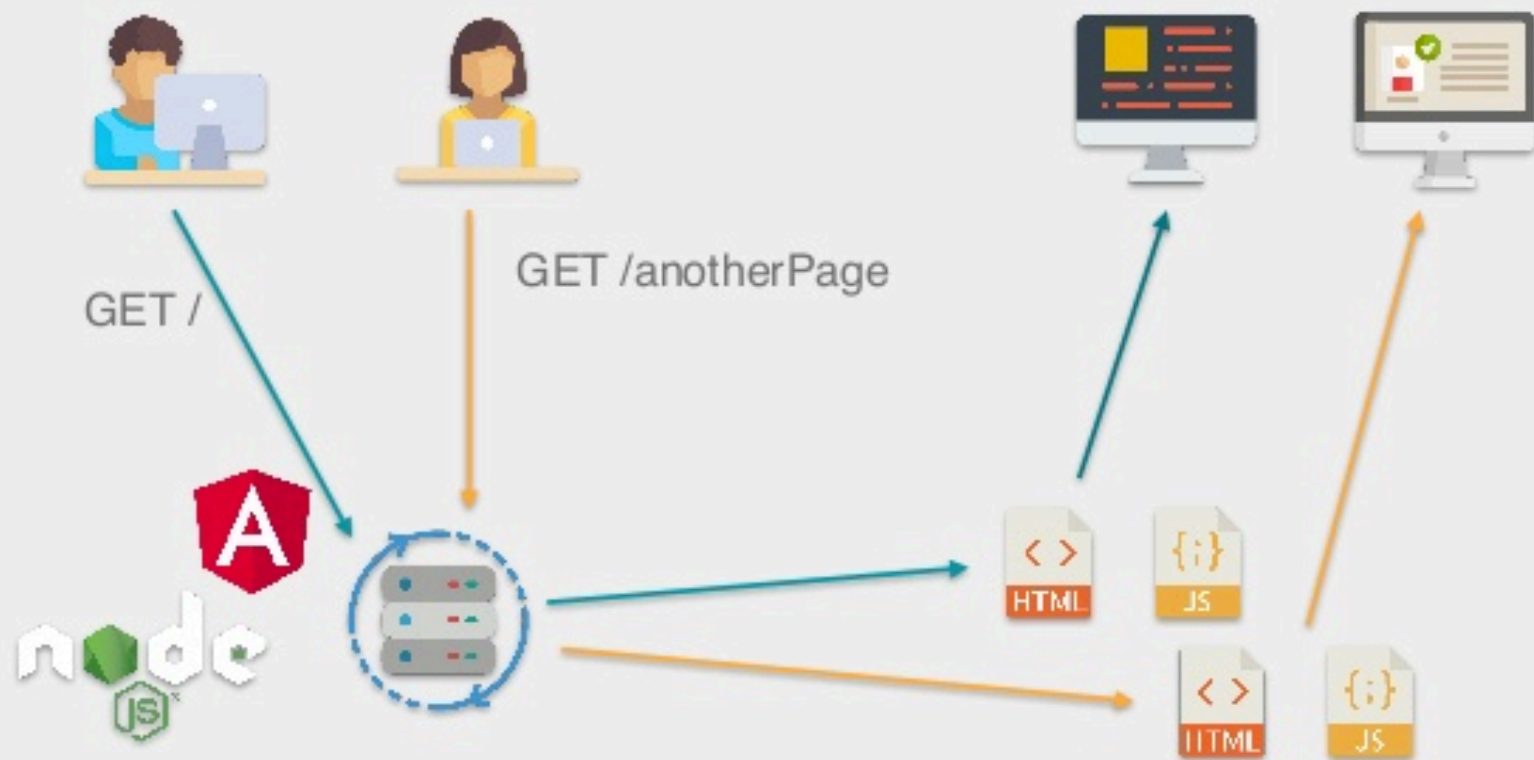 GET /anotherPage
GET /
A
node
JS
HTML
JS
HTML
JS